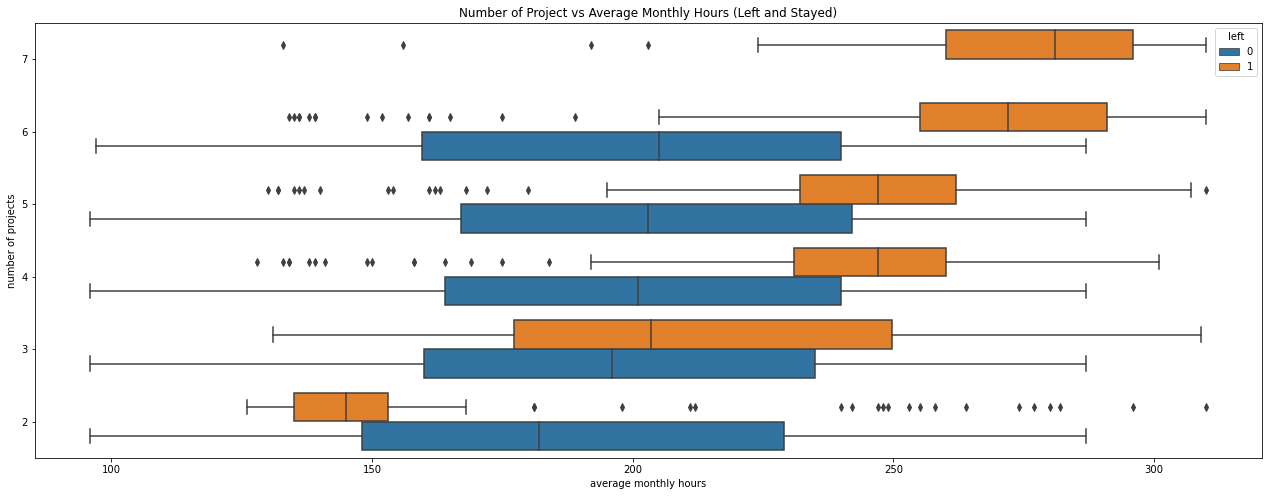 Number of Project vs Average Monthly Hours (Left and Stayed)
left
0
1
number of projects
7
6
5
4
3
2
100 150 200 250 300
average monthly hours